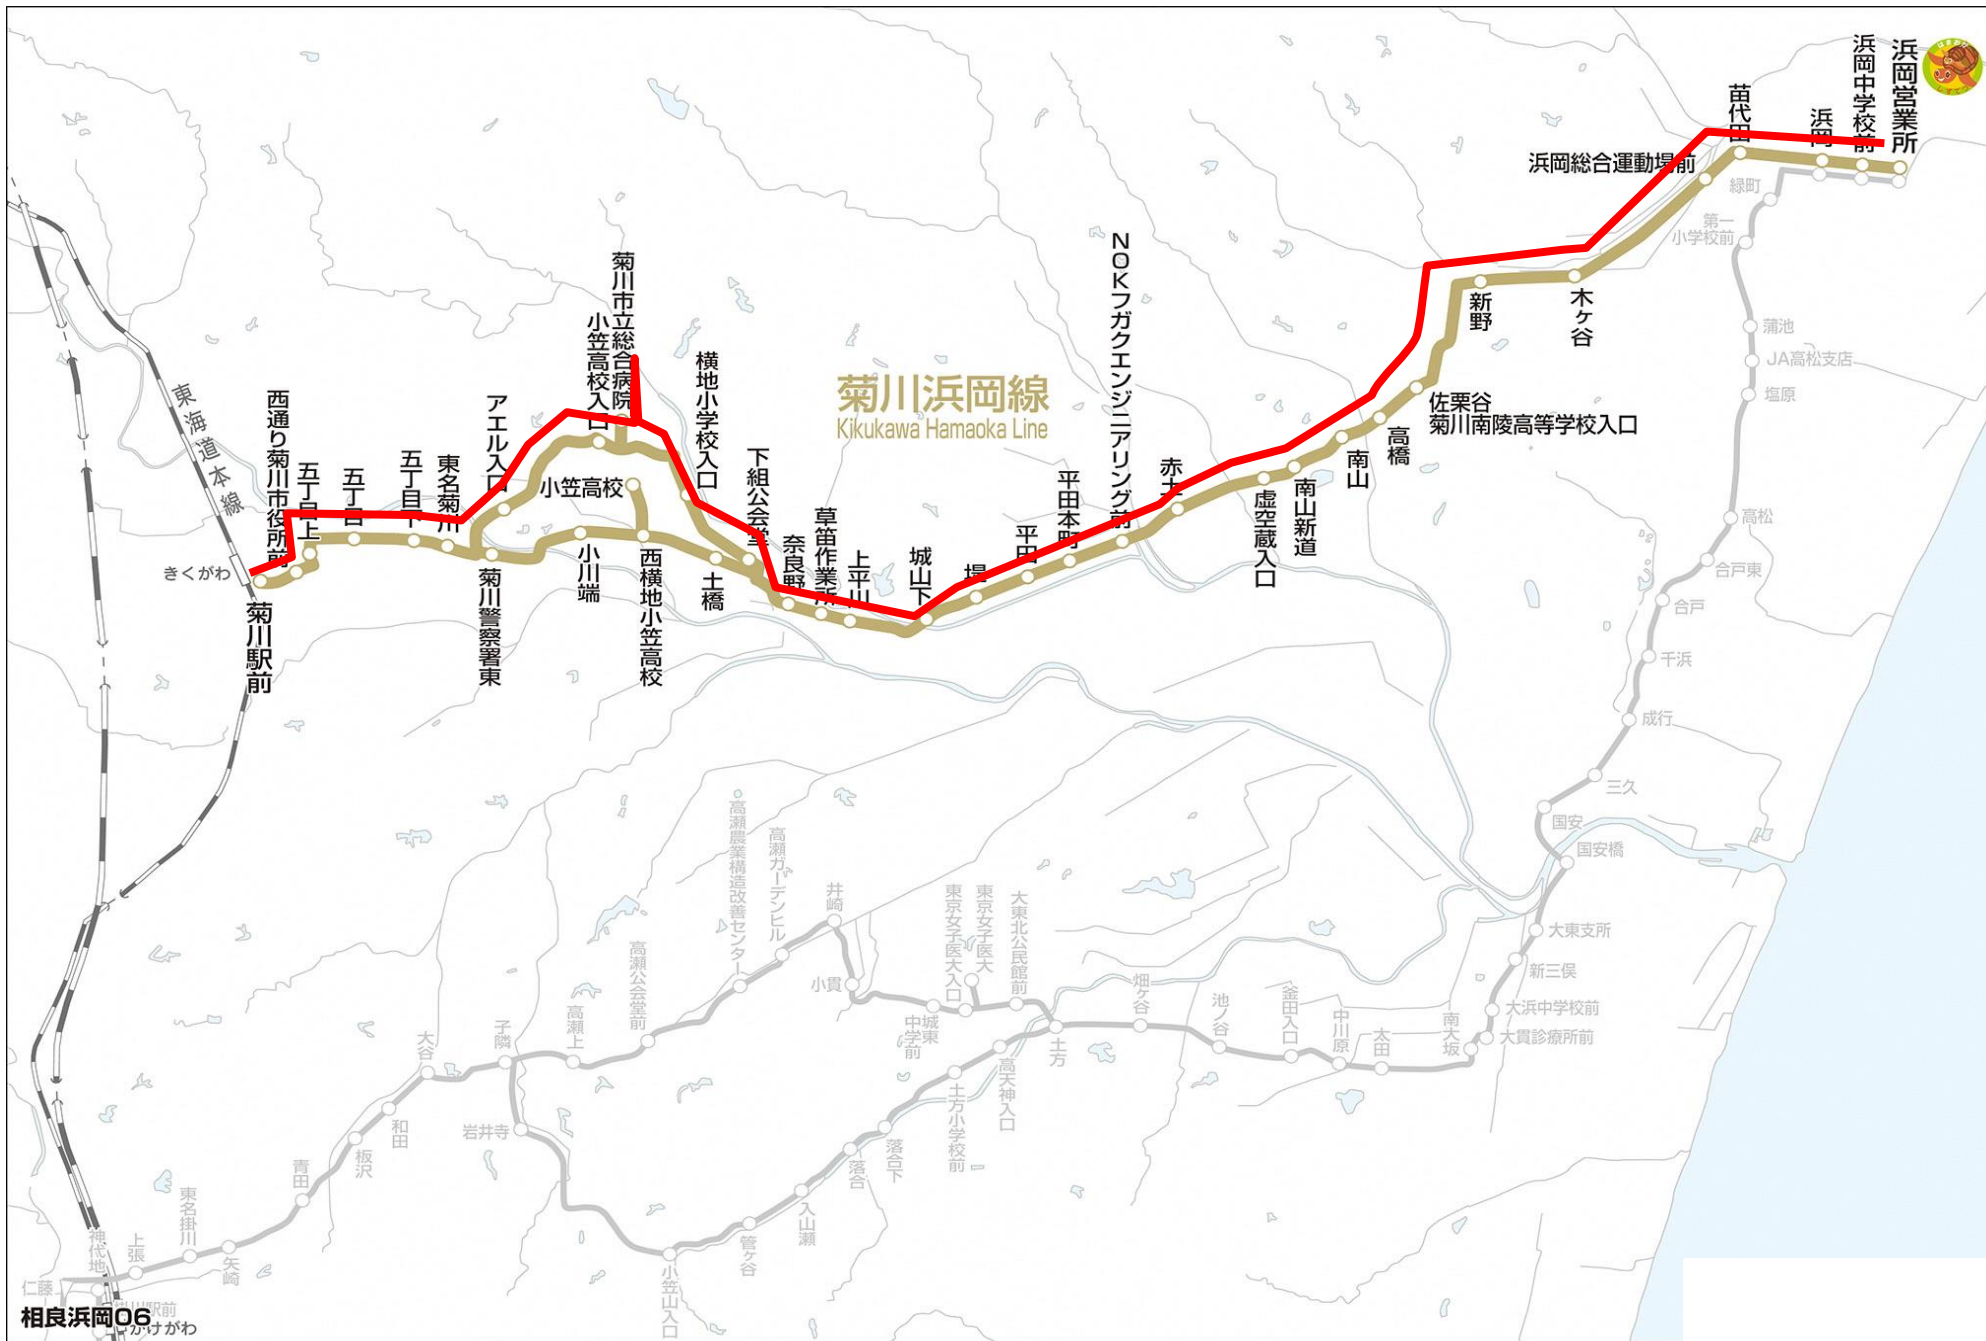 浜岡営業所
浜岡中学校前
浜岡
苗代田
浜岡総合運動場前
緑町
第一
小学校前
木ヶ谷
新野
蒲池
JA高松支店
塩原
佐栗谷
菊川南陵高等学校入口
高橋
南山
南山新道
虚空蔵入口
赤土
NOKフガクエンジニアリング前
平田本町
平田
堤
城山下
上平川
草笛作業所
奈良野
下組公会堂
横地小学校入口
菊川市立総合病院
小笠高校入口
小笠高校
アエル入口
東名菊川
五丁目下
五丁目
五丁目上
西通り菊川市役所前
東海道本線
きくがわ
菊川駅前
菊川警察署東
小川端
西横地小笠高校
土橋
菊川浜岡線
Kikukawa Hamaoka Line
高松
合戸東
合戸
千浜
成行
三久
国安
国安橋
大東支所
新三俣
大浜中学校前
大貫診療所前
南大坂
太田
中川原
釜田入口
池ノ谷
畑ヶ谷
土方
大東北公民館前
東京女子医大
東京女子医大入口
城東
中学前
小貫
井崎
高瀬ガーデンヒル
高瀬農業構造改善センター
高瀬公会堂前
高瀬上
子隣
大谷
和田
板沢
青田
矢崎
東名掛川
上張
神代地
仁藤
岩井寺
高天神入口
土方小学校前
落合下
落合
入山瀬
管ヶ谷
小笠山入口
相良浜岡06
駅前
かけがわ